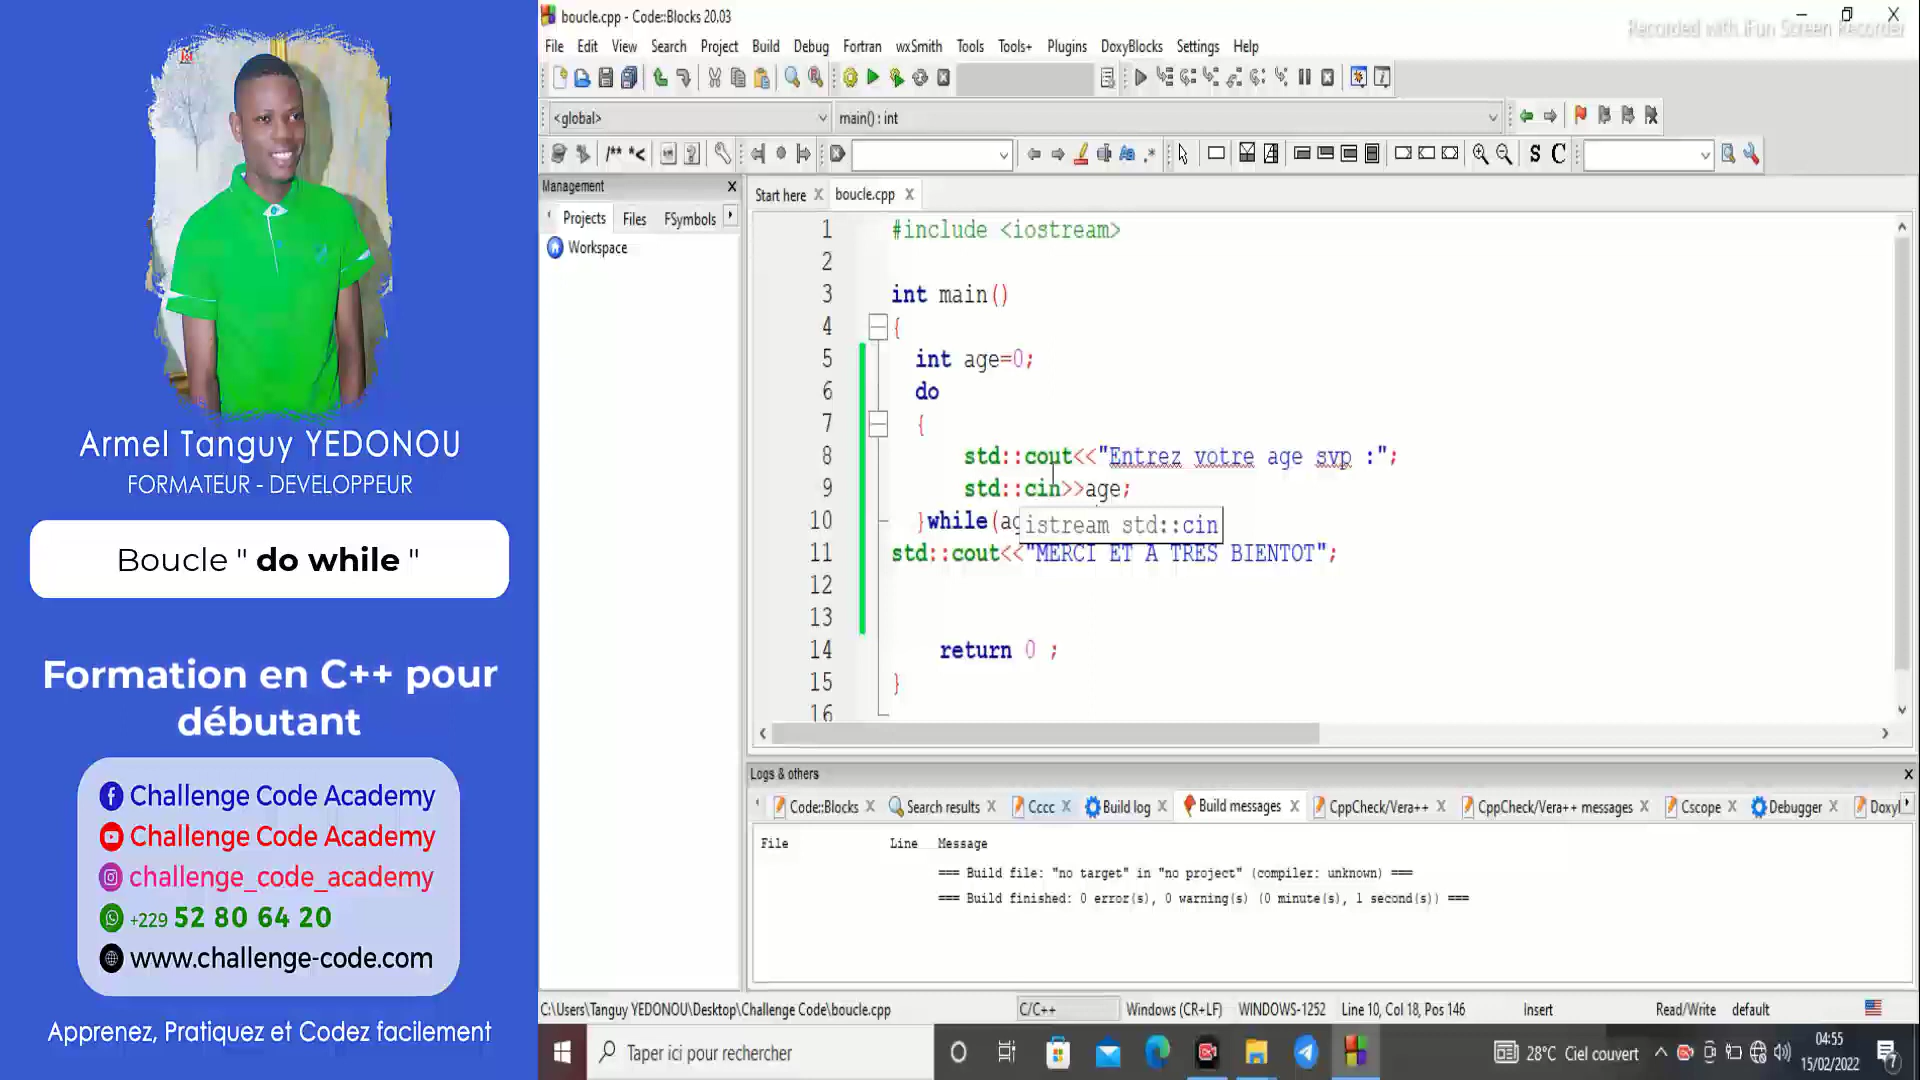 Armel Tanguy YEDONOU
FORMATEUR - DEVELOPPEUR
Boucle " do while "
Formation en C++ pour
débutant
Challenge Code Academy
Challenge Code Academy
challenge_code_academy
+229 52 80 64 20
www.challenge-code.com
Apprenez, Pratiquez et Codez facilement
boucle.cpp - Code::Blocks 20.03
Recorded with iFun Screen Recorder
File Edit View Search Project Build Debug Fortran wxSmith Tools Tools+ Plugins DoxyBlocks Settings Help
<global> main() : int
/** *< S C
Management
Projects Files FSymbols
Workspace
Start here boucle.cpp
1 #include <iostream>
2
3 int main()
4 {
5 int age=0;
6 do
7 {
8 std::cout<<"Entrez votre age svp :";
9 std::cin>>age;
10 }while(ag
istream std::cin
11 std::cout<<"MERCI ET A TRES BIENTOT";
12
13
14 return 0 ;
15 }
16
Logs & others
Code::Blocks Search results Cccc Build log Build messages CppCheck/Vera++ CppCheck/Vera++ messages Cscope Debugger Doxyl
File Line Message
=== Build file: "no target" in "no project" (compiler: unknown) ===
=== Build finished: 0 error(s), 0 warning(s) (0 minute(s), 1 second(s)) ===
C:\Users\Tanguy YEDONOU\Desktop\Challenge Code\boucle.cpp C/C++ Windows (CR+LF) WINDOWS-1252 Line 10, Col 18, Pos 146 Insert Read/Write default
Taper ici pour rechercher
28°C Ciel couvert
04:55
15/02/2022
7